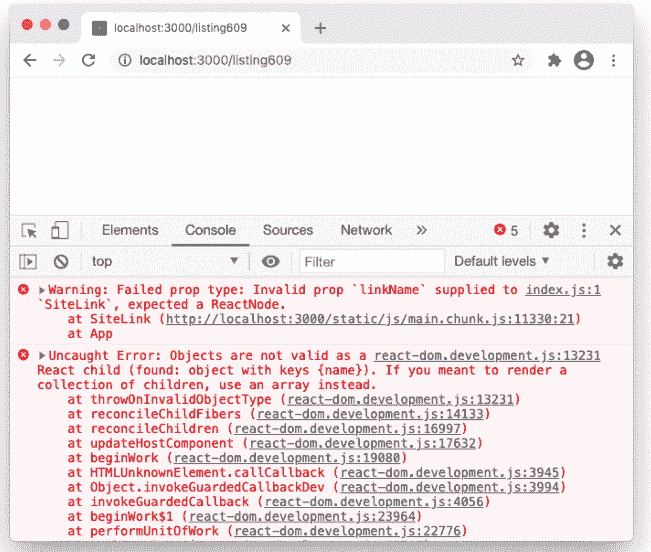 localhost:3000/listing609
localhost:3000/listing609
Elements Console Sources Network 5
top Filter Default levels
Warning: Failed prop type: Invalid prop `linkName` supplied to index.js:1
`SiteLink`, expected a ReactNode.
at SiteLink (http://localhost:3000/static/js/main.chunk.js:11330:21)
at App
Uncaught Error: Objects are not valid as a react-dom.development.js:13231
React child (found: object with keys {name}). If you meant to render a
collection of children, use an array instead.
at throwOnInvalidObjectType (react-dom.development.js:13231)
at reconcileChildFibers (react-dom.development.js:14133)
at reconcileChildren (react-dom.development.js:16997)
at updateHostComponent (react-dom.development.js:17632)
at beginWork (react-dom.development.js:19080)
at HTMLUnknownElement.callCallback (react-dom.development.js:3945)
at Object.invokeGuardedCallbackDev (react-dom.development.js:3994)
at invokeGuardedCallback (react-dom.development.js:4056)
at beginWork$1 (react-dom.development.js:23964)
at performUnitOfWork (react-dom.development.js:22776)